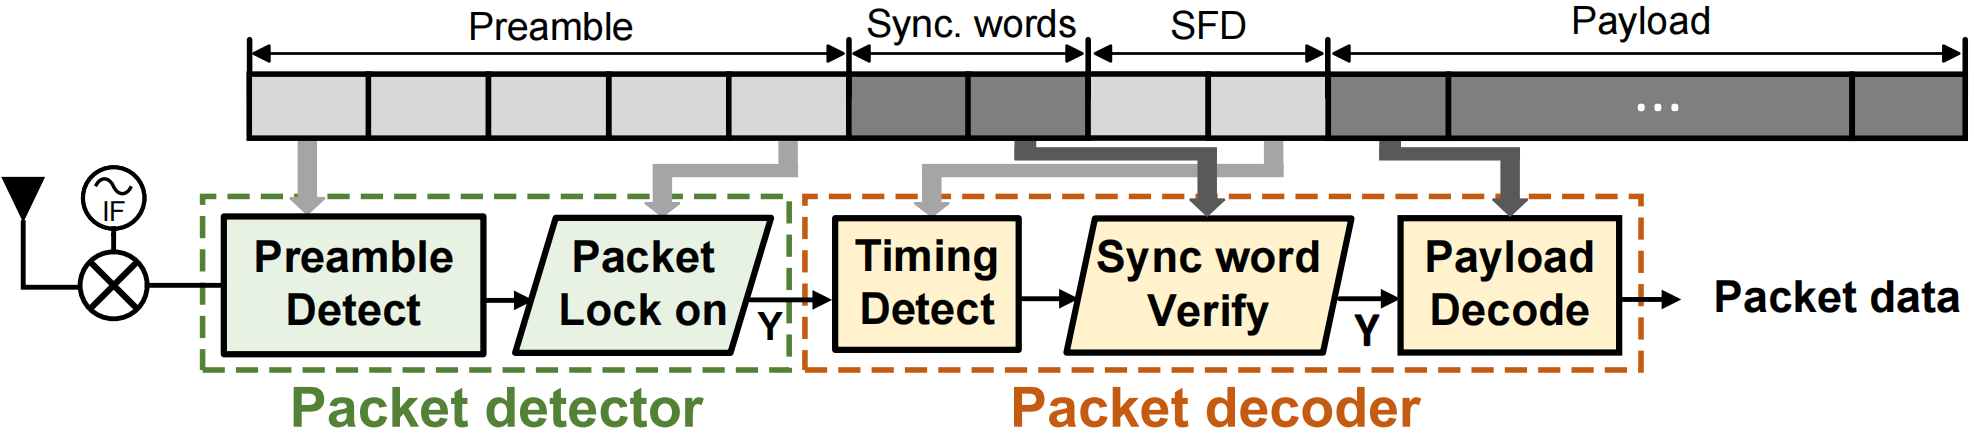 Preamble
Sync. words
SFD
Payload
...
IF
Preamble
Detect
Packet
Lock on
Y
Timing
Detect
Sync word
Verify
Y
Payload
Decode
Packet data
Packet detector
Packet decoder